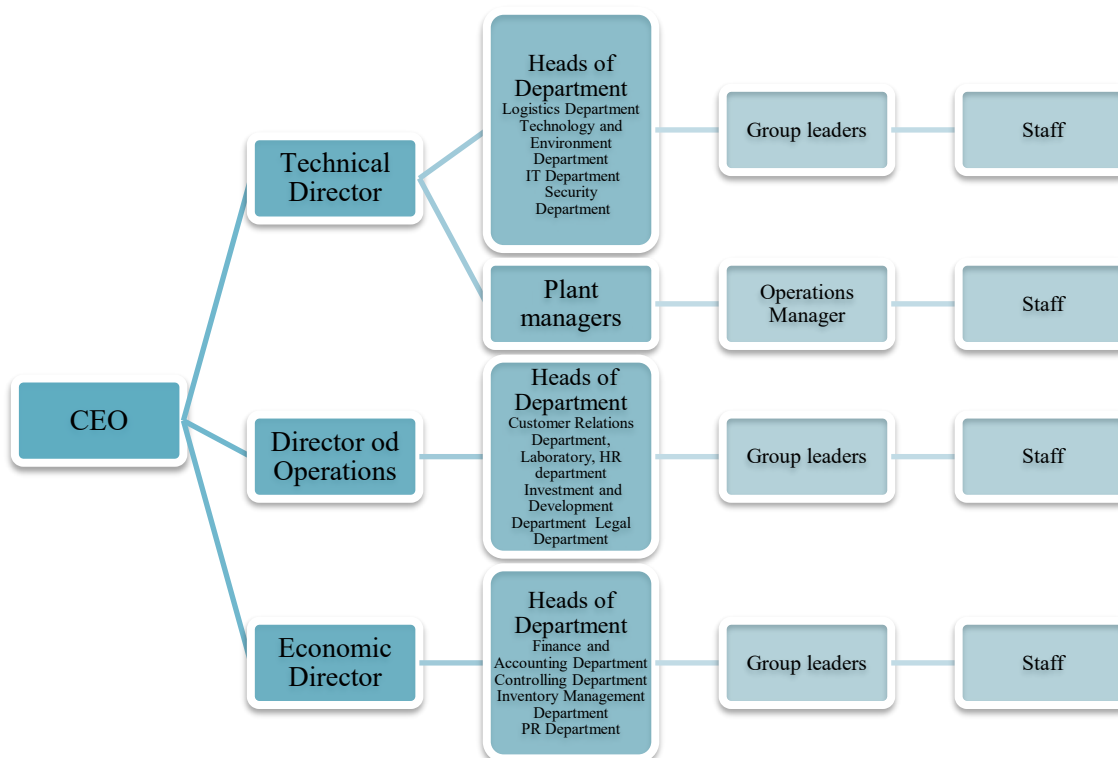 CEO
Technical
Director
Heads of
Department
Logistics Department
Technology and
Environment
Department
IT Department
Security
Department
Group leaders
Staff
Plant
managers
Operations
Manager
Staff
Director od
Operations
Heads of
Department
Customer Relations
Department,
Laboratory, HR
department
Investment and
Development
Department Legal
Department
Group leaders
Staff
Economic
Director
Heads of
Department
Finance and
Accounting Department
Controlling Department
Inventory Management
Department
PR Department
Group leaders
Staff